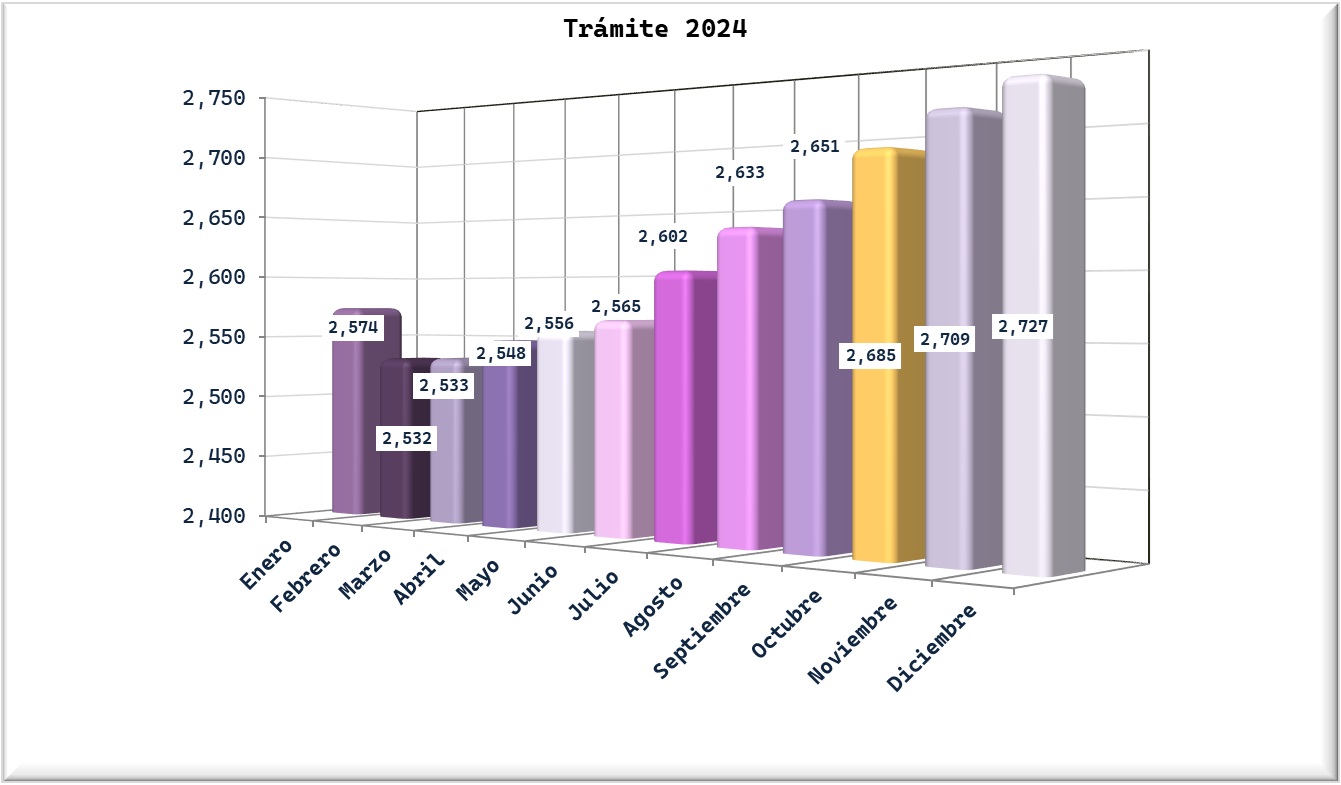 Trámite 2024
2,750
2,700
2,650
2,600
2,550
2,500
2,450
2,400
2,574
2,532
2,533
2,548
2,556
2,565
2,602
2,633
2,651
2,685
2,709
2,727
Enero
Febrero
Marzo
Abril
Mayo
Junio
Julio
Agosto
Septiembre
Octubre
Noviembre
Diciembre